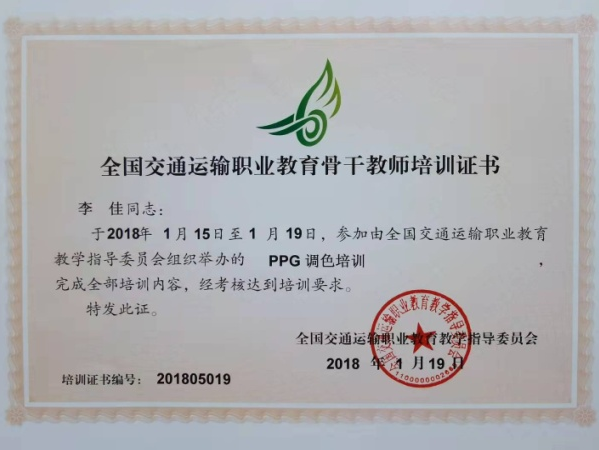 全国交通运输职业教育骨干教师培训证书
李 佳同志：
于2018年 1月 15日至 1 月 19日，参加由全国交通运输职业教育
教学指导委员会组织举办的 PPG 调色培训 ，
完成全部培训内容，经考核达到培训要求。
特发此证。
全国交通运输职业教育教学指导委员会
2018 年 1 月 19 日
培训证书编号：201805019